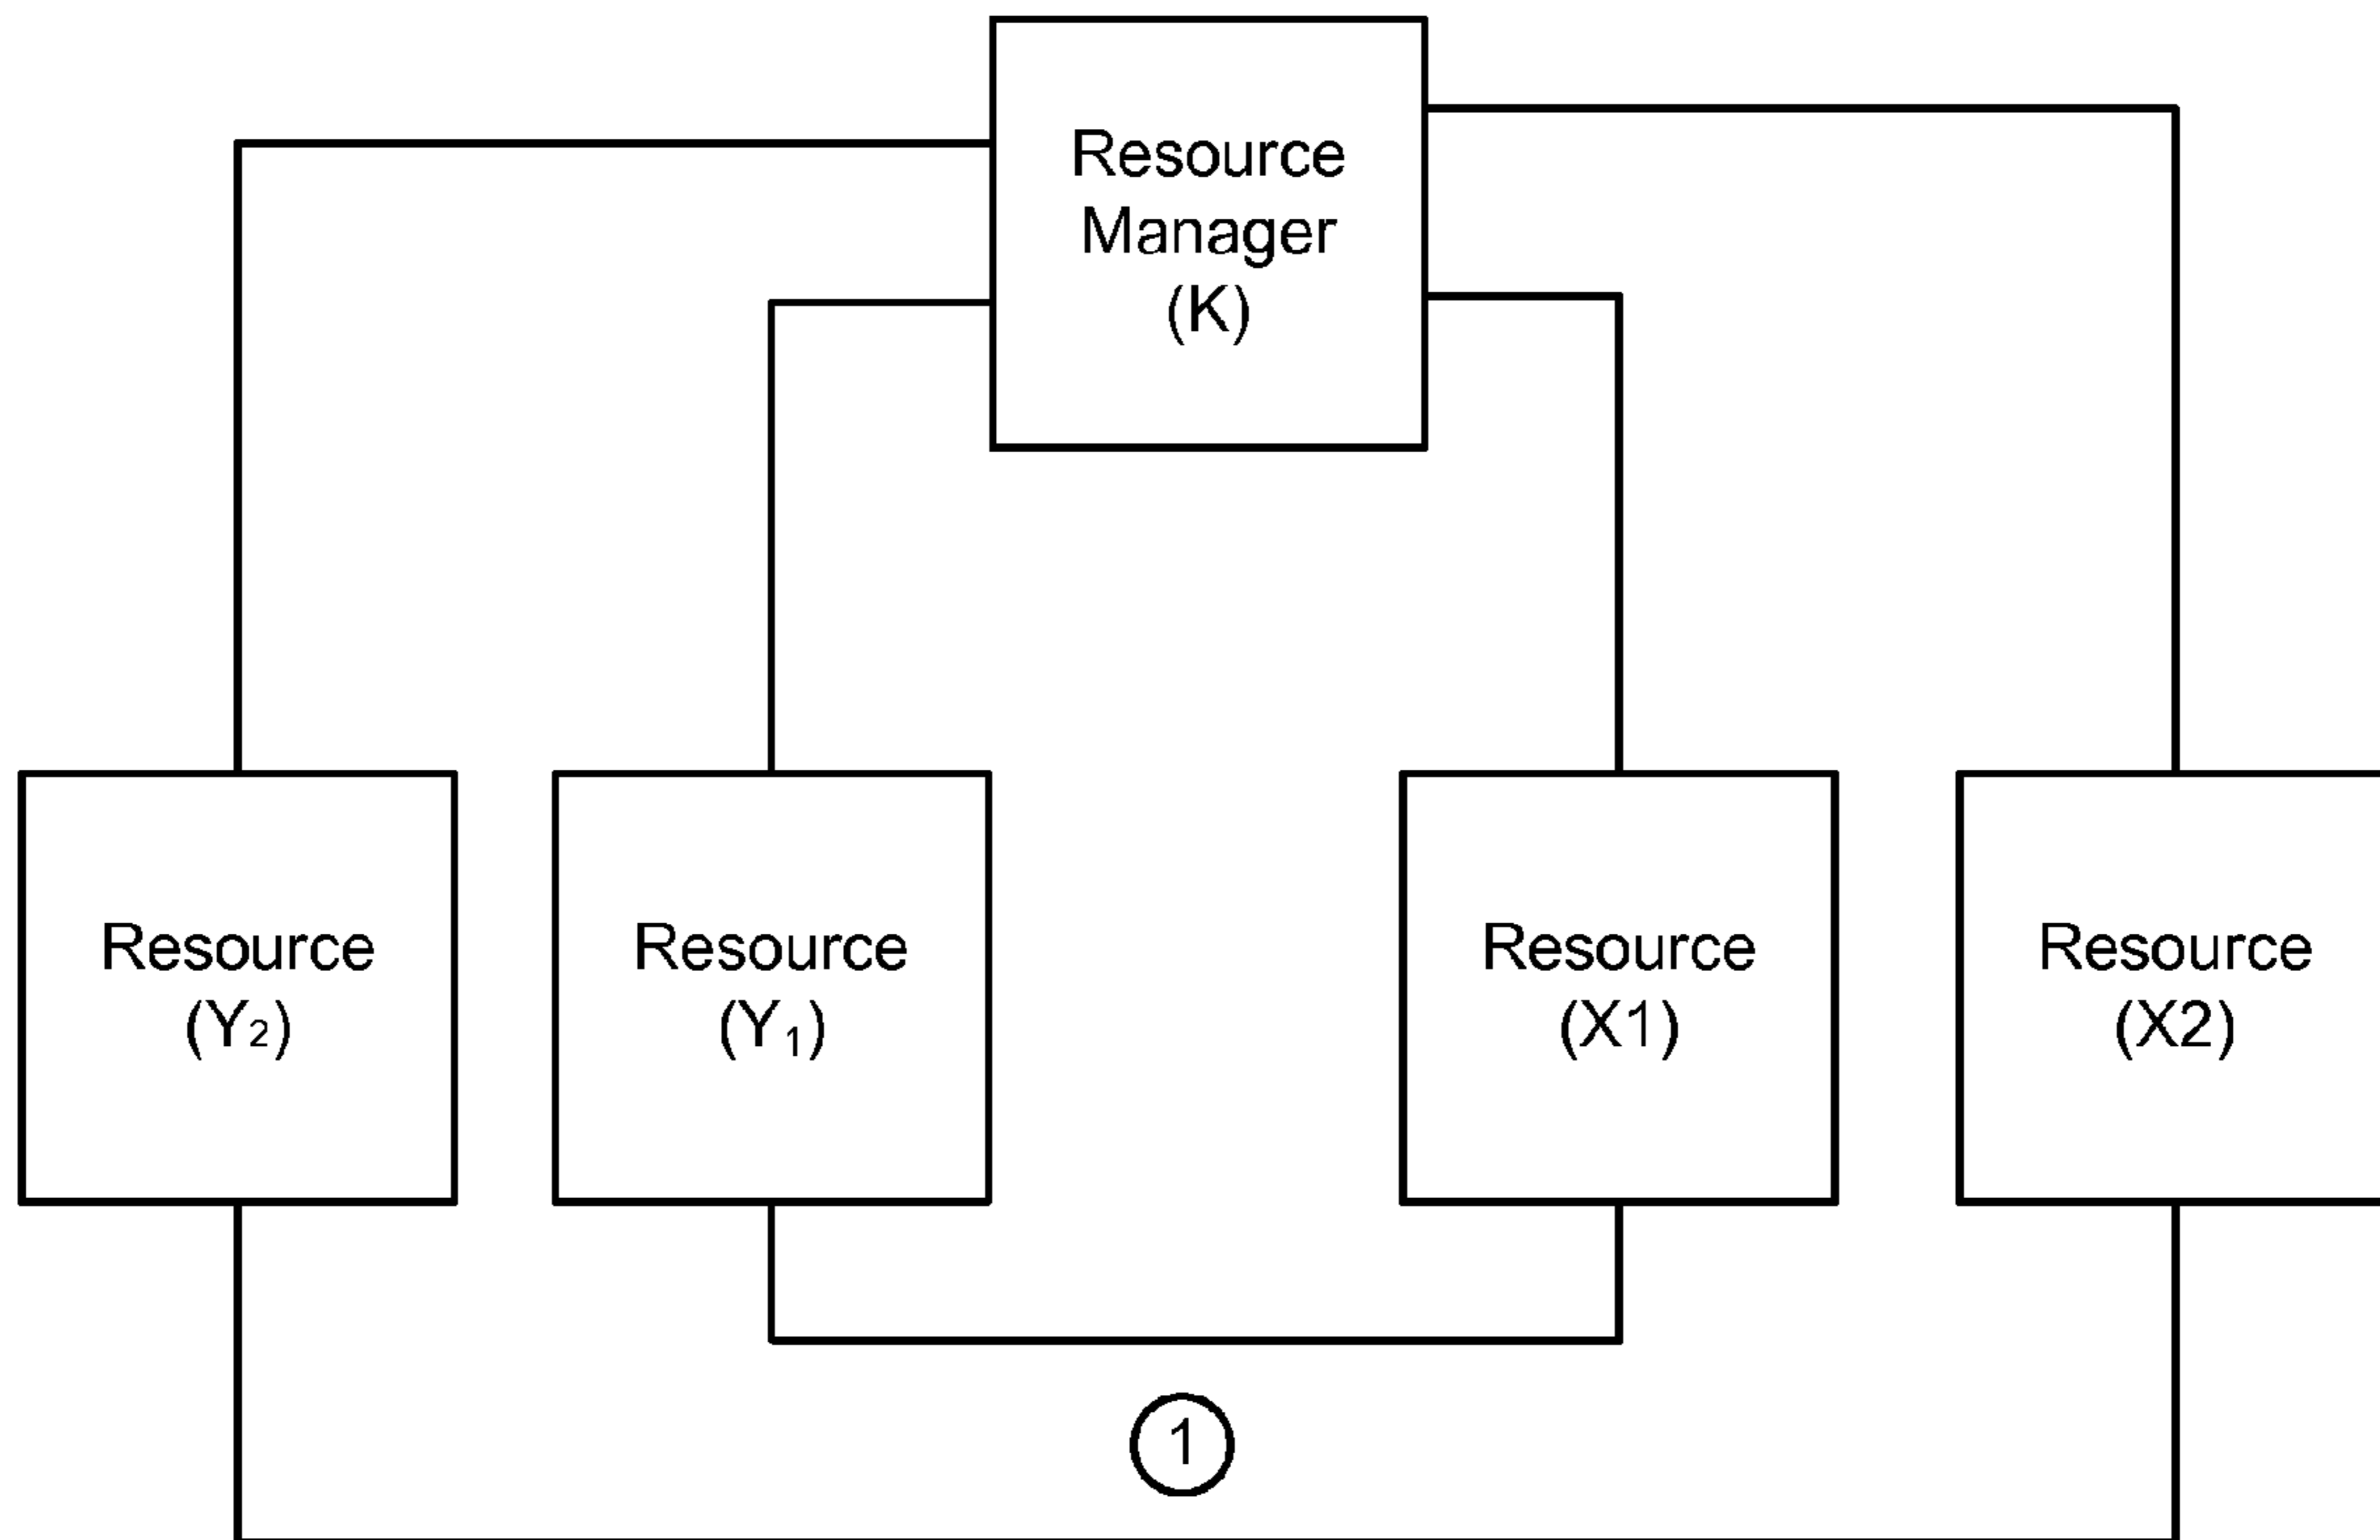 Resource
Manager
(K)
Resource
(Y₂)
Resource
(Y₁)
Resource
(X1)
Resource
(X2)
1